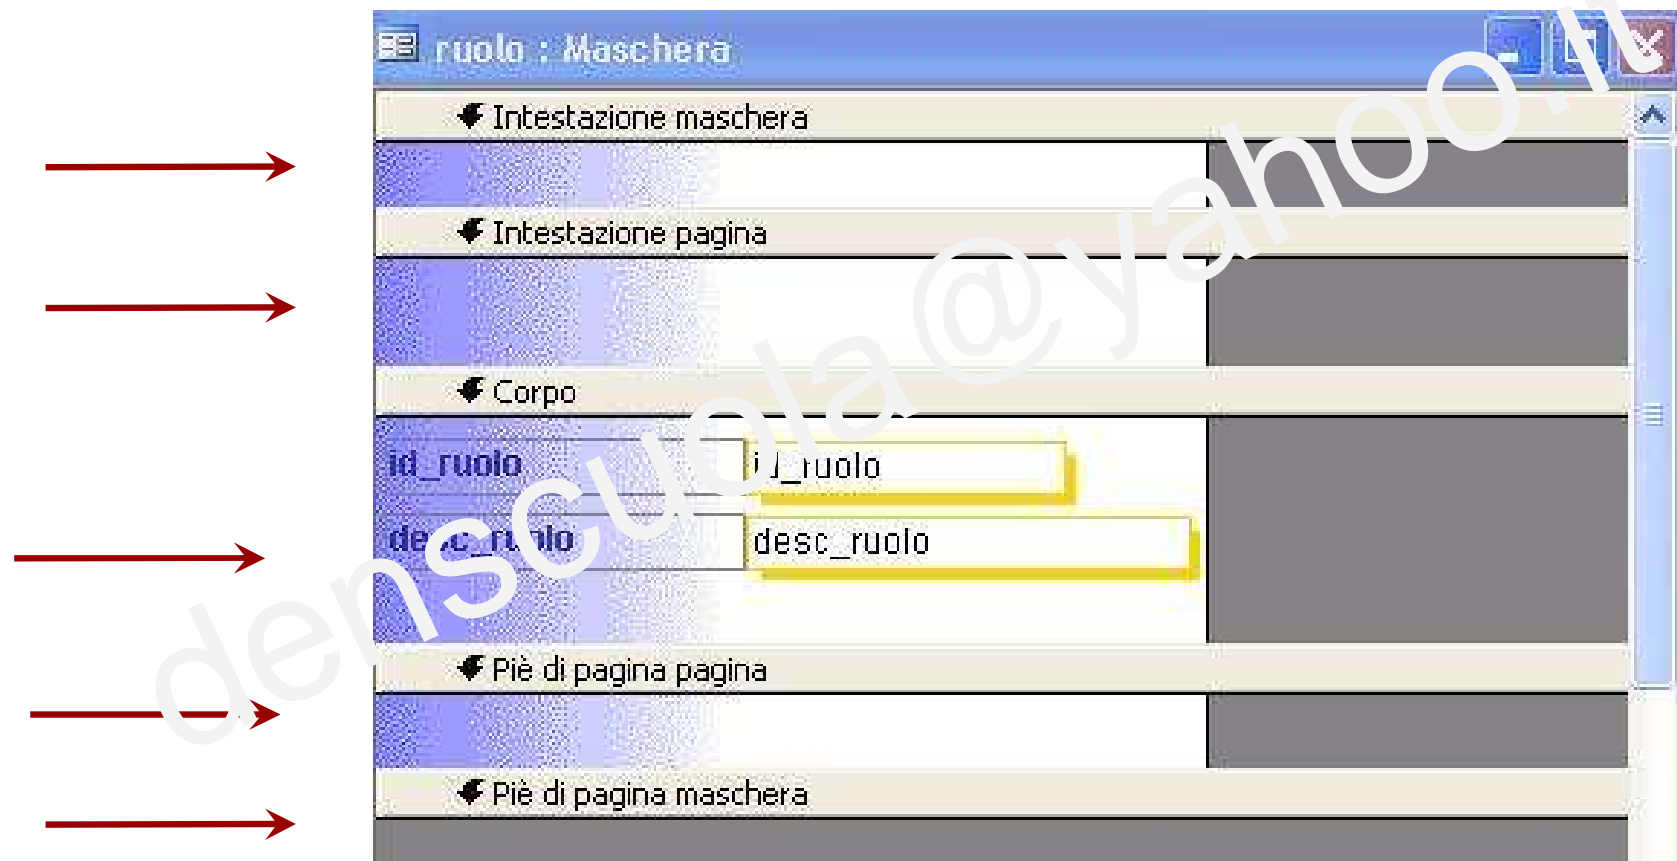 ruolo : Maschera
Intestazione maschera
Intestazione pagina
Corpo
id_ruolo id_ruolo
desc_ruolo desc_ruolo
Piè di pagina pagina
Piè di pagina maschera
denscuola@yahoo.it